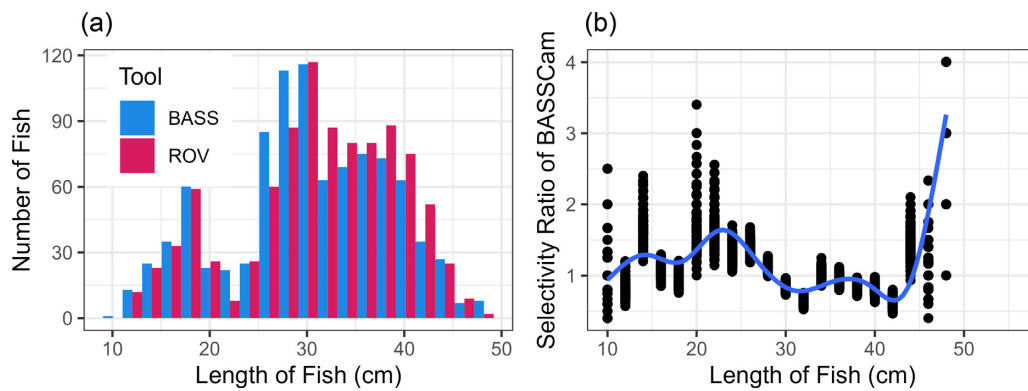 (a)
Number of Fish
120
90
60
30
0
Tool
BASS
ROV
10 20 30 40 50
Length of Fish (cm)
(b)
Selectivity Ratio of BASSCam
4
3
2
1
10 20 30 40 50
Length of Fish (cm)